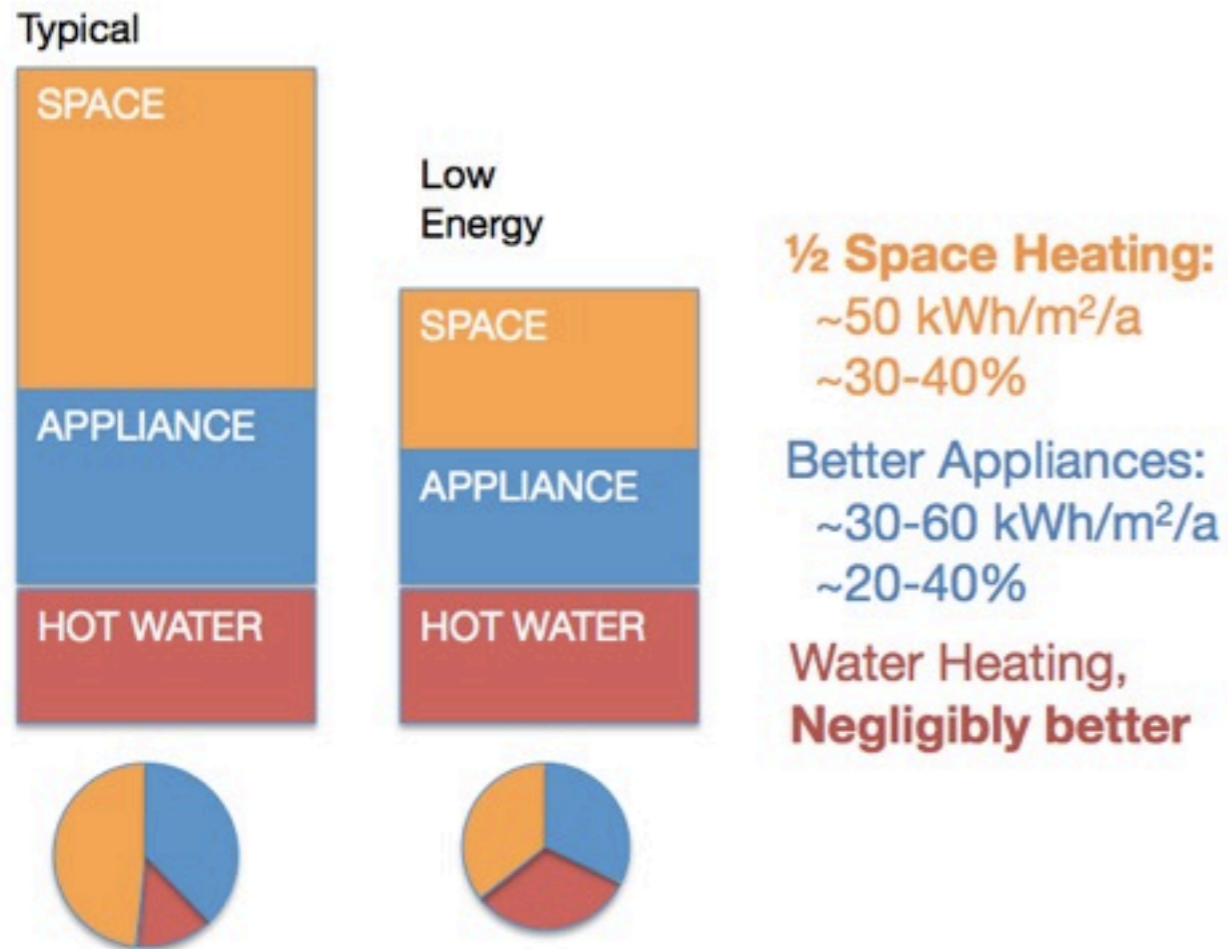 Typical
SPACE
APPLIANCE
HOT WATER
Low
Energy
SPACE
APPLIANCE
HOT WATER
½ Space Heating:
~50 kWh/m²/a
~30-40%
Better Appliances:
~30-60 kWh/m²/a
~20-40%
Water Heating,
Negligibly better